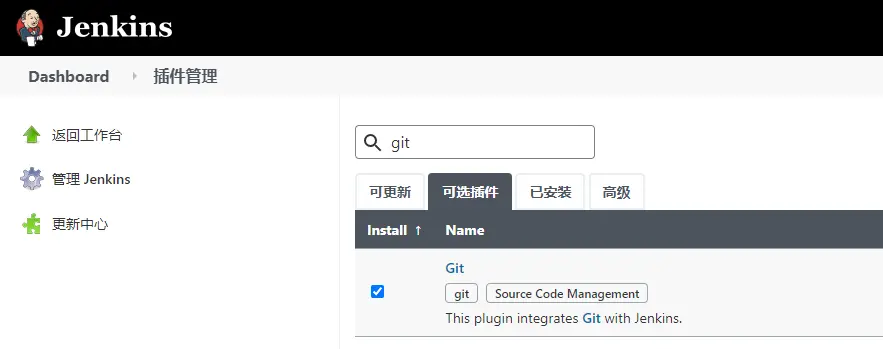 Jenkins
Dashboard 插件管理
返回工作台
管理 Jenkins
更新中心
git
可更新 可选插件 已安装 高级
Install ↑ Name
Git
git Source Code Management
This plugin integrates Git with Jenkins.